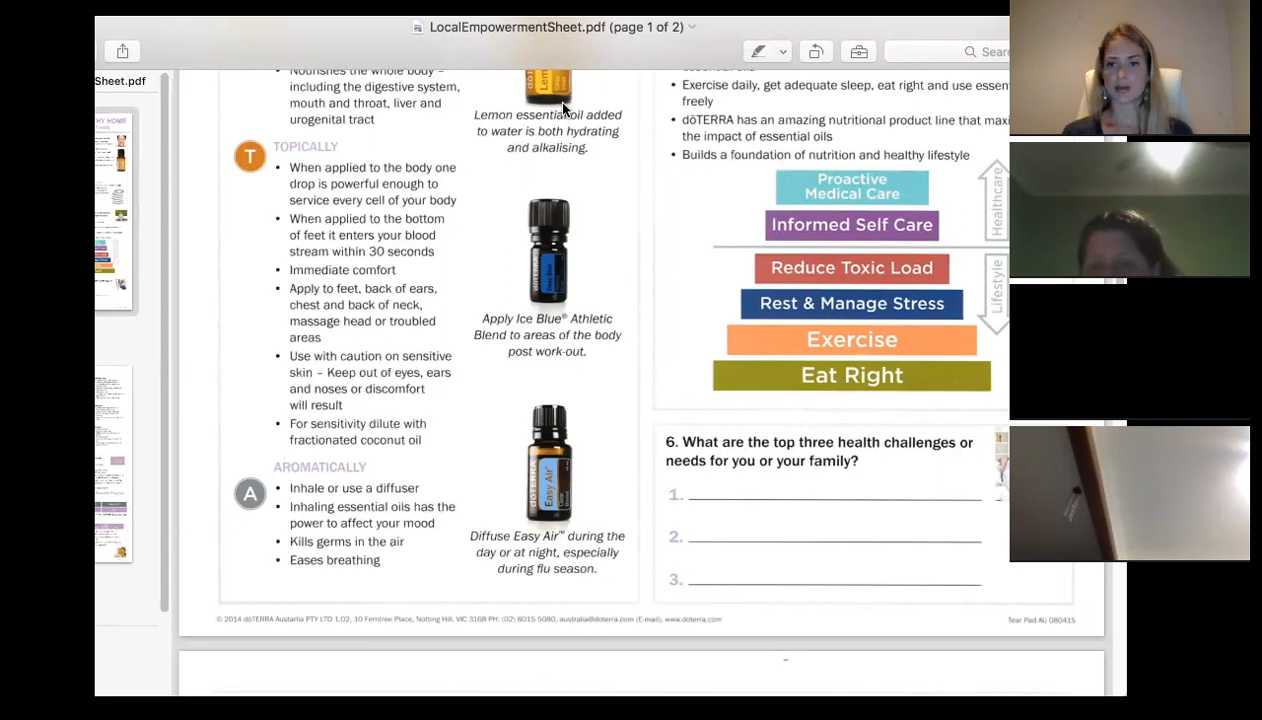 LocalEmpowermentSheet.pdf (page 1 of 2)
Sheet.pdf
Nourishes the whole body –
including the digestive system,
mouth and throat, liver and
urogenital tract
T
TOPICALLY
• When applied to the body one
drop is powerful enough to
service every cell of your body
• When applied to the bottom
of feet it enters your blood
stream within 30 seconds
• Immediate comfort
• Apply to feet, back of ears,
chest and back of neck,
massage head or troubled
areas
• Use with caution on sensitive
skin – Keep out of eyes, ears
and noses or discomfort
will result
• For sensitivity dilute with
fractionated coconut oil
A
AROMATICALLY
• Inhale or use a diffuser
• Inhaling essential oils has the
power to affect your mood
• Kills germs in the air
• Eases breathing
Lemon essential oil added
to water is both hydrating
and alkalising.
dōTERRA
Apply Ice Blue® Athletic
Blend to areas of the body
post work-out.
dōTERRA
Easy Air™
Diffuse Easy Air™ during the
day or at night, especially
during flu season.
• Exercise daily, get adequate sleep, eat right and use
freely
• dōTERRA has an amazing nutritional product line that
the impact of essential oils
• Builds a foundation of nutrition and healthy lifestyle
Proactive
Medical Care
Informed Self Care
Reduce Toxic Load
Rest & Manage Stress
Exercise
Eat Right
Healthcare
Lifestyle
6. What are the top three health challenges or
needs for you or your family?
1.
2.
3.
© 2014 dōTERRA Austarlia PTY LTD 1.02, 10 Ferntree Place, Notting Hill, VIC 3168 PH: (02) 8015 5080, australia@doterra.com (E-mail), www.doterra.com
Tear Pad AU 080415